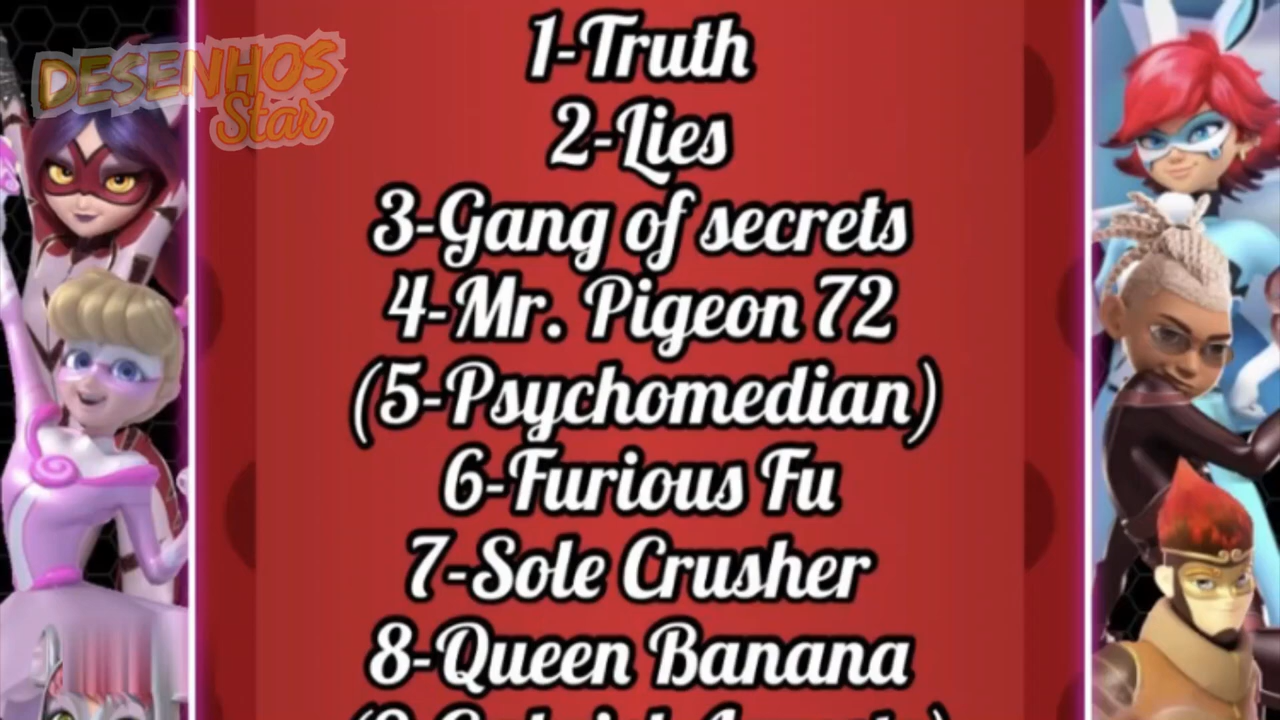 DESENHOS
Star
1-Truth
2-Lies
3-Gang of secrets
4-Mr. Pigeon 72
(5-Psychomedian)
6-Furious Fu
7-Sole Crusher
8-Queen Banana